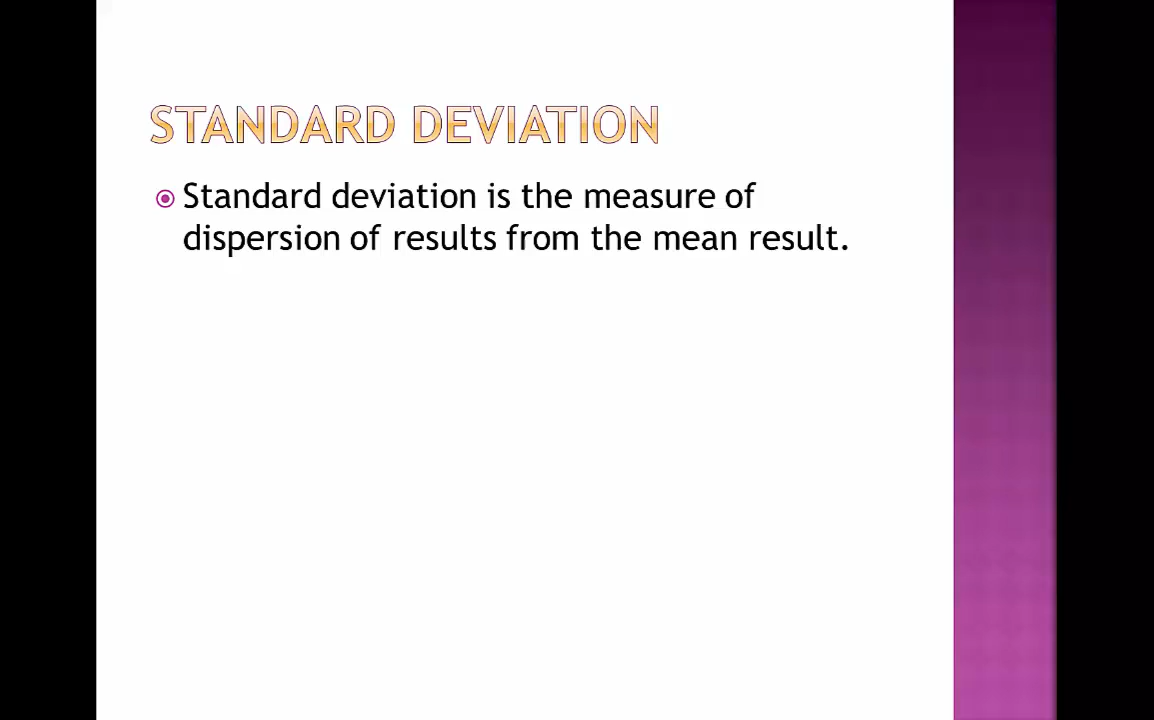 STANDARD DEVIATION
Standard deviation is the measure of
dispersion of results from the mean result.